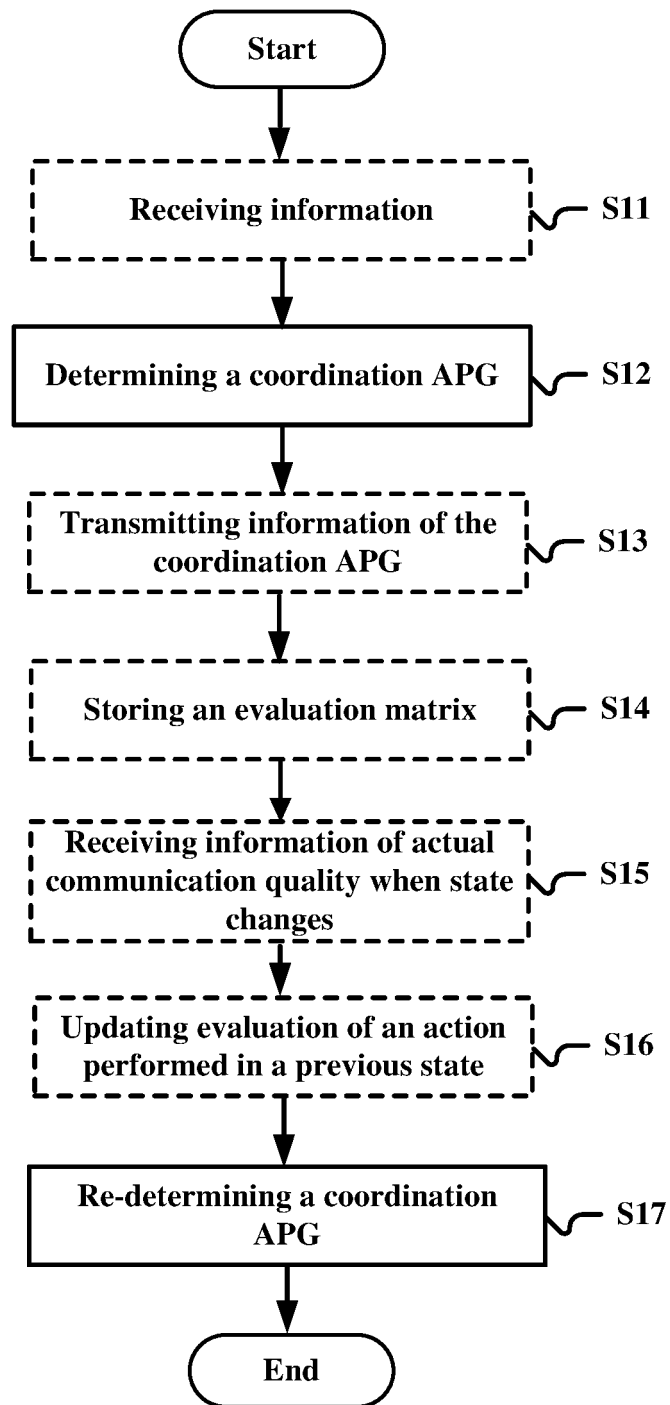 Start
Receiving information
S11
Determining a coordination APG
S12
Transmitting information of the
coordination APG
S13
Storing an evaluation matrix
S14
Receiving information of actual
communication quality when state
changes
S15
Updating evaluation of an action
performed in a previous state
S16
Re-determining a coordination
APG
S17
End